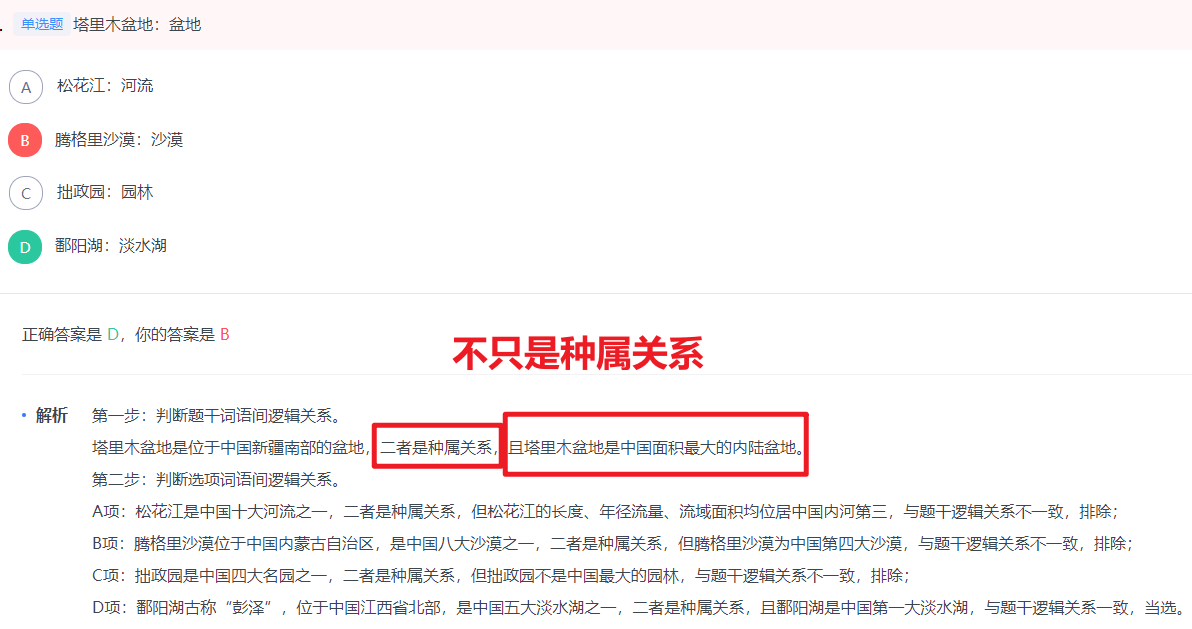 单选题 塔里木盆地：盆地
A 松花江：河流
B 腾格里沙漠：沙漠
C 拙政园：园林
D 鄱阳湖：淡水湖
正确答案是 D，你的答案是 B
不只是种属关系
• 解析 第一步：判断题干词语间逻辑关系。
塔里木盆地是位于中国新疆南部的盆地，二者是种属关系，且塔里木盆地是中国面积最大的内陆盆地。
第二步：判断选项词语间逻辑关系。
A项：松花江是中国十大河流之一，二者是种属关系，但松花江的长度、年径流量、流域面积均位居中国内河第三，与题干逻辑关系不一致，排除；
B项：腾格里沙漠位于中国内蒙古自治区，是中国八大沙漠之一，二者是种属关系，但腾格里沙漠为中国第四大沙漠，与题干逻辑关系不一致，排除；
C项：拙政园是中国四大名园之一，二者是种属关系，但拙政园不是中国最大的园林，与题干逻辑关系不一致，排除；
D项：鄱阳湖古称“彭泽”，位于中国江西省北部，是中国五大淡水湖之一，二者是种属关系，且鄱阳湖是中国第一大淡水湖，与题干逻辑关系一致，当选。